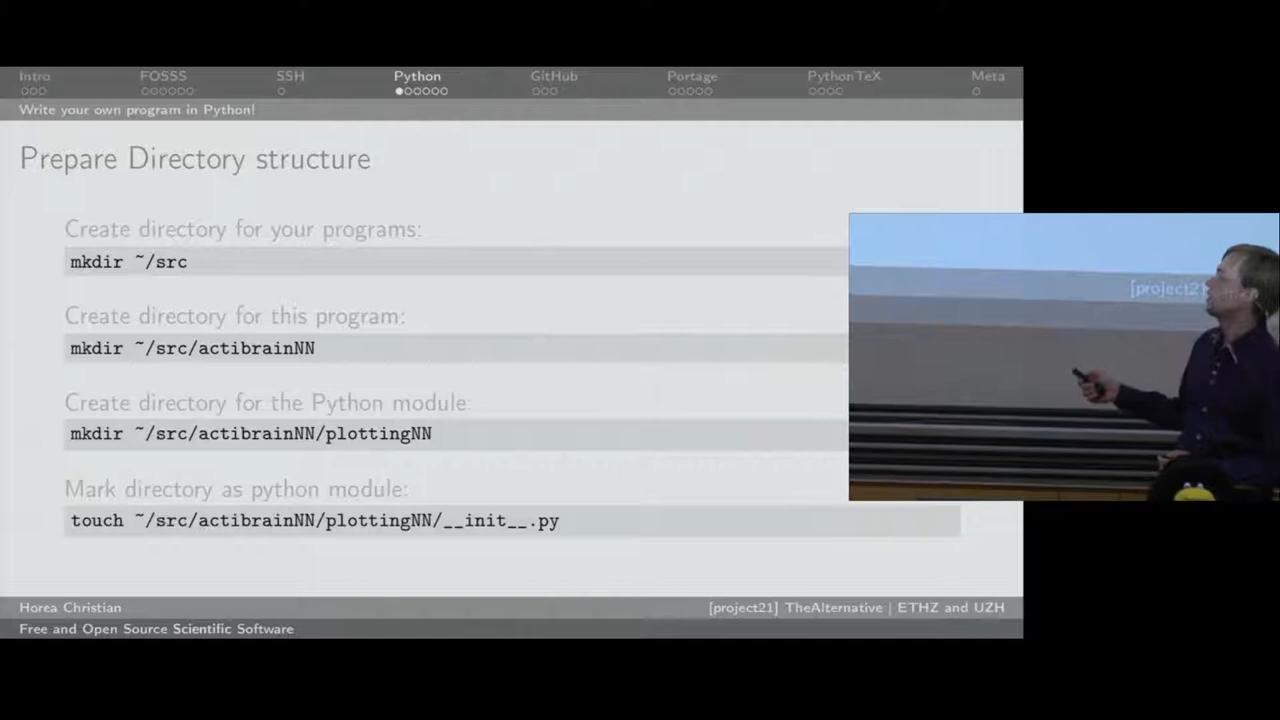 Intro FOSSS SSH Python GitHub Portage PythonTeX Meta
Write your own program in Python!
Prepare Directory structure
Create directory for your programs:
mkdir ~/src
Create directory for this program:
mkdir ~/src/actibrainNN
Create directory for the Python module:
mkdir ~/src/actibrainNN/plottingNN
Mark directory as python module:
touch ~/src/actibrainNN/plottingNN/__init__.py
[project21
Horea Christian [project21] TheAlternative | ETHZ and UZH
Free and Open Source Scientific Software